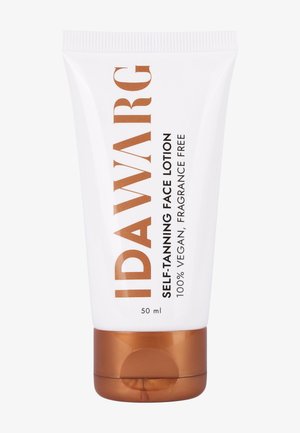 IDA WARG
SELF-TANNING FACE LOTION
100% VEGAN, FRAGRANCE FREE
50 ml